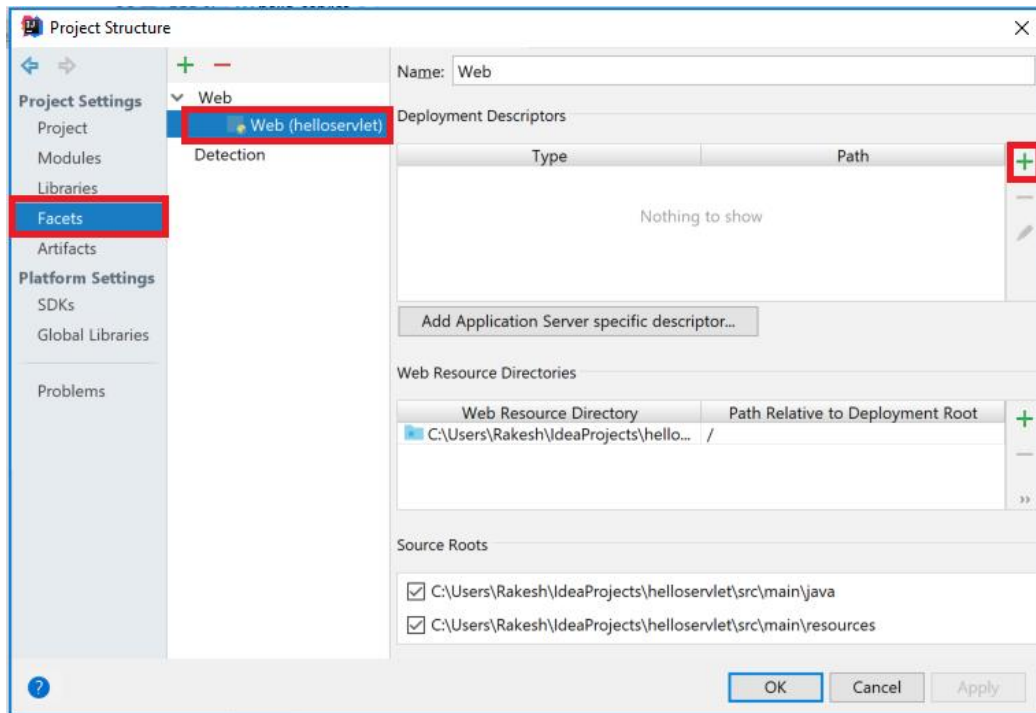 Project Structure
Project Settings
Project
Modules
Libraries
Facets
Artifacts
Platform Settings
SDKs
Global Libraries
Problems
Web
Web (helloservlet)
Detection
Name: Web
Deployment Descriptors
Type Path
Nothing to show
Add Application Server specific descriptor...
Web Resource Directories
Web Resource Directory Path Relative to Deployment Root
C:\Users\Rakesh\IdeaProjects\hello... /
Source Roots
C:\Users\Rakesh\IdeaProjects\helloservlet\src\main\java
C:\Users\Rakesh\IdeaProjects\helloservlet\src\main\resources
OK Cancel Apply